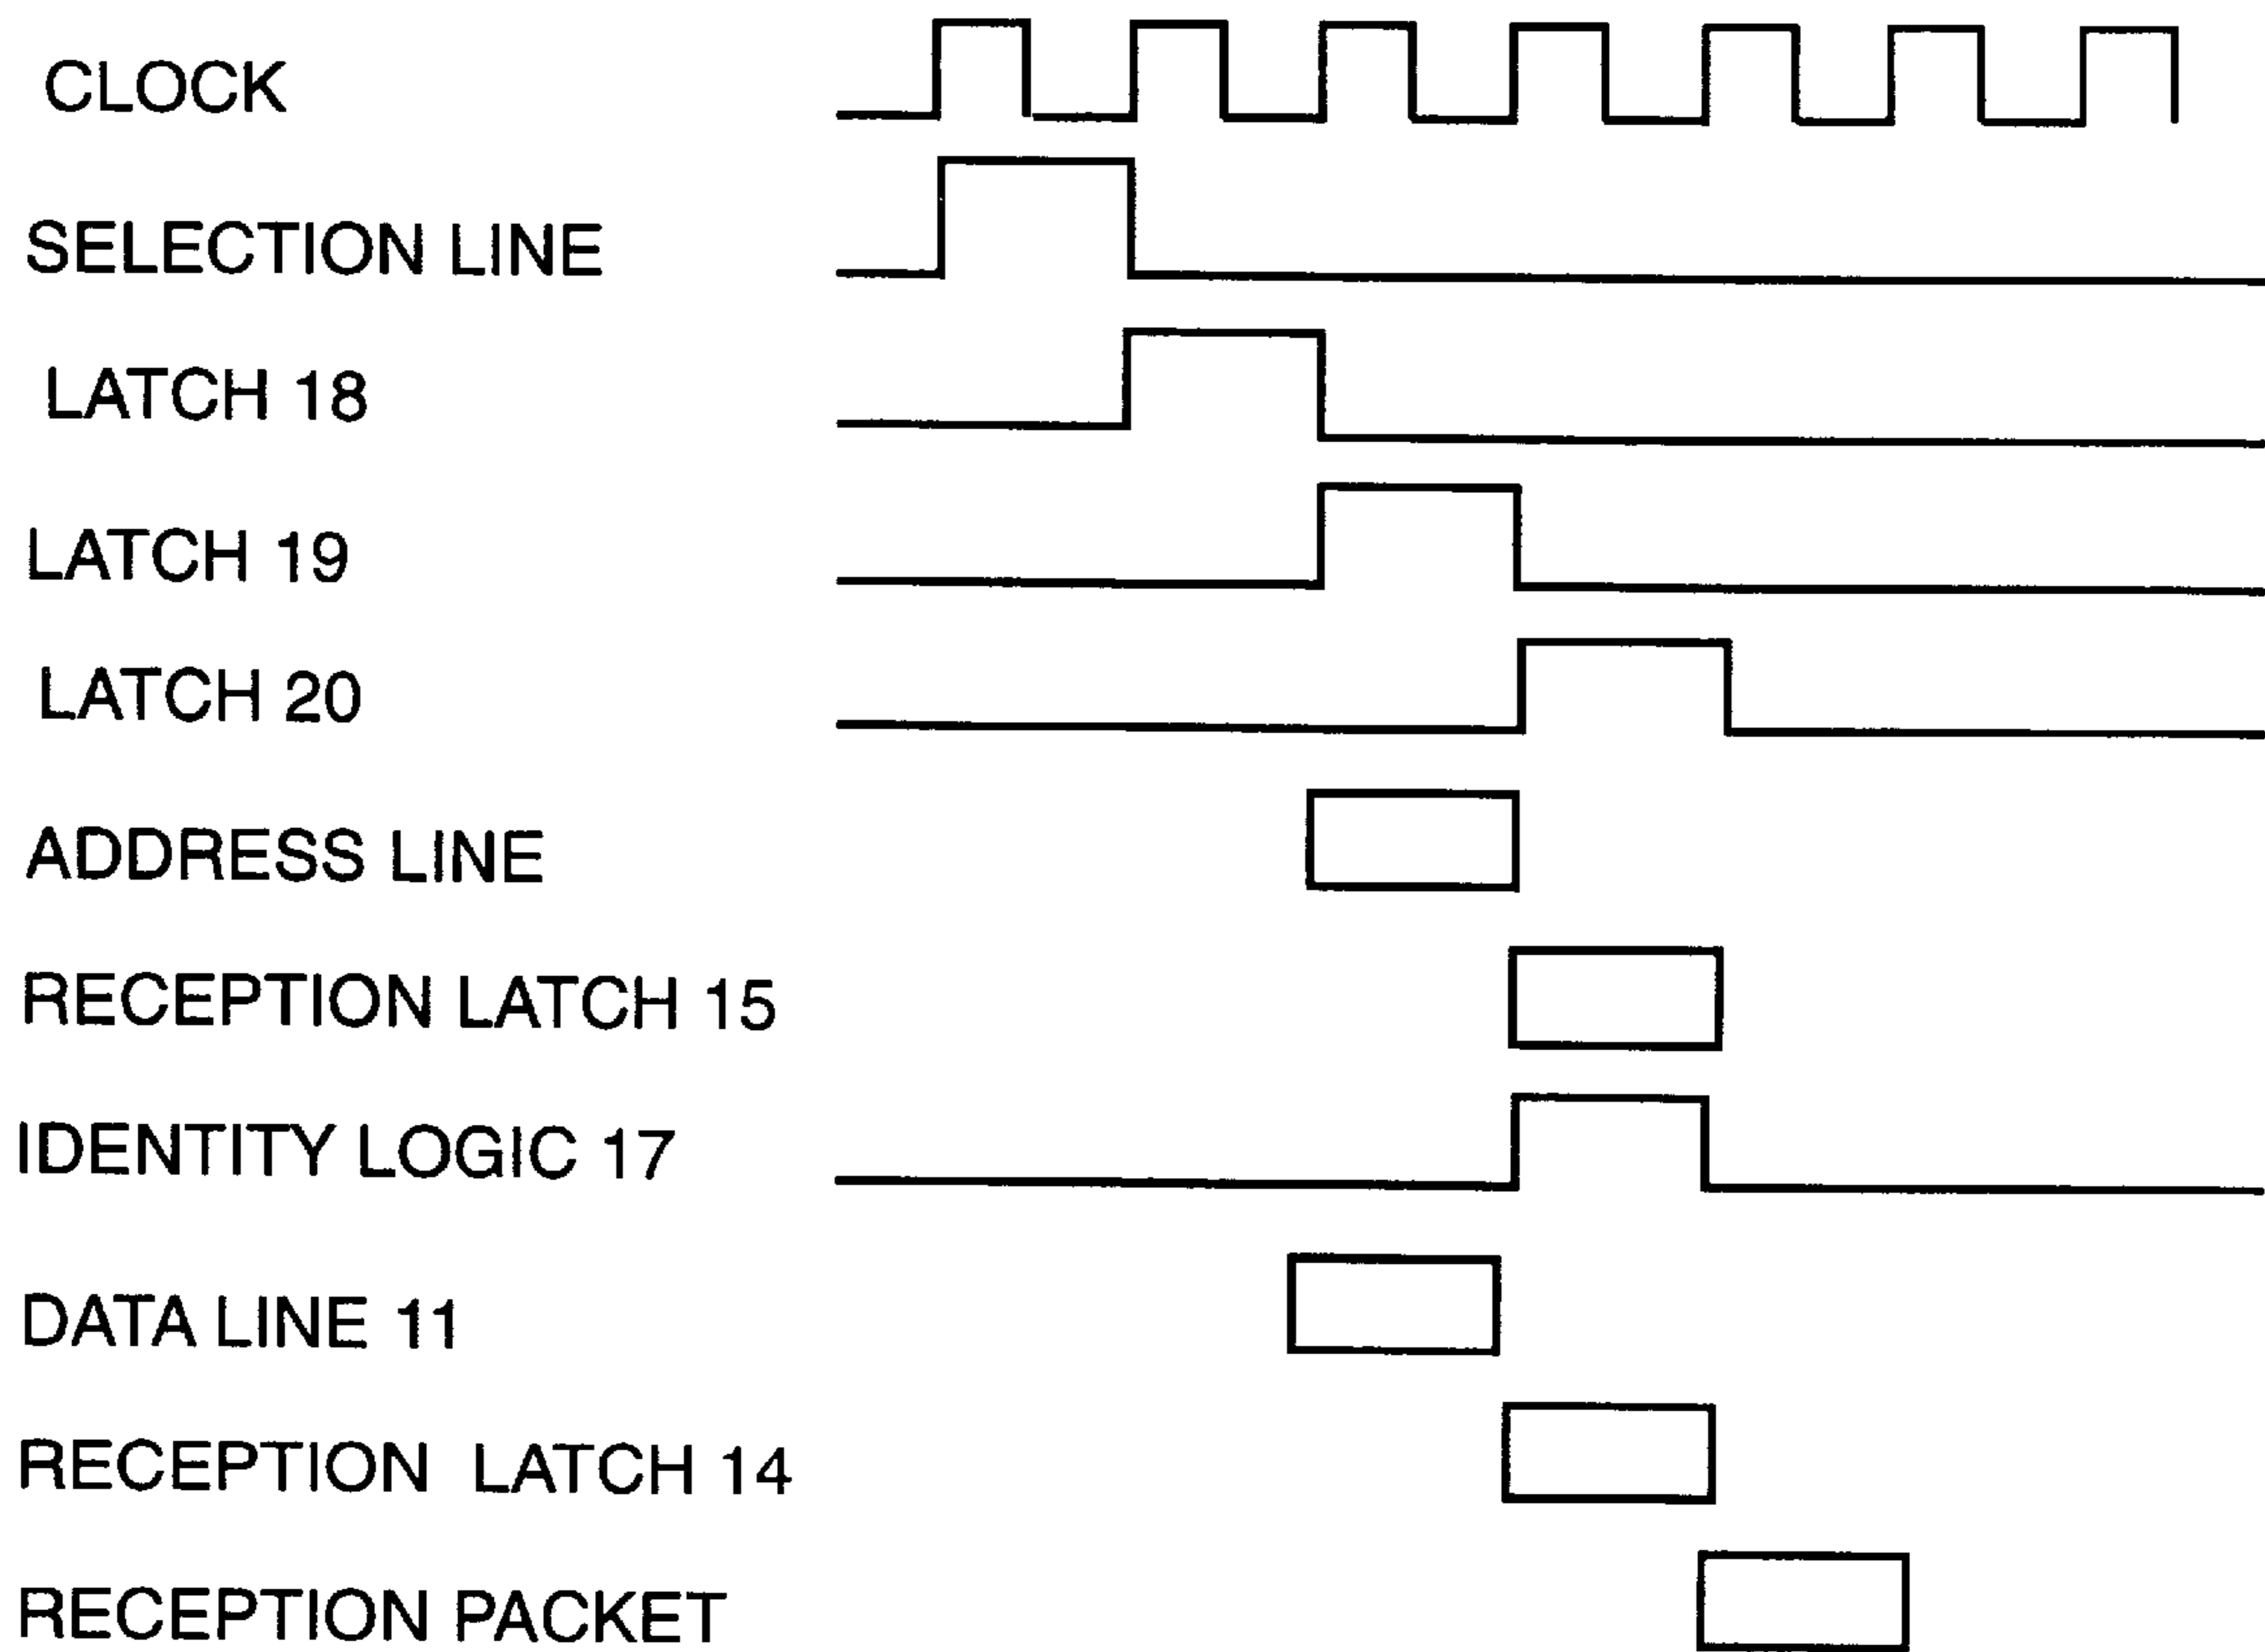 CLOCK
SELECTION LINE
LATCH 18
LATCH 19
LATCH 20
ADDRESS LINE
RECEPTION LATCH 15
IDENTITY LOGIC 17
DATA LINE 11
RECEPTION LATCH 14
RECEPTION PACKET